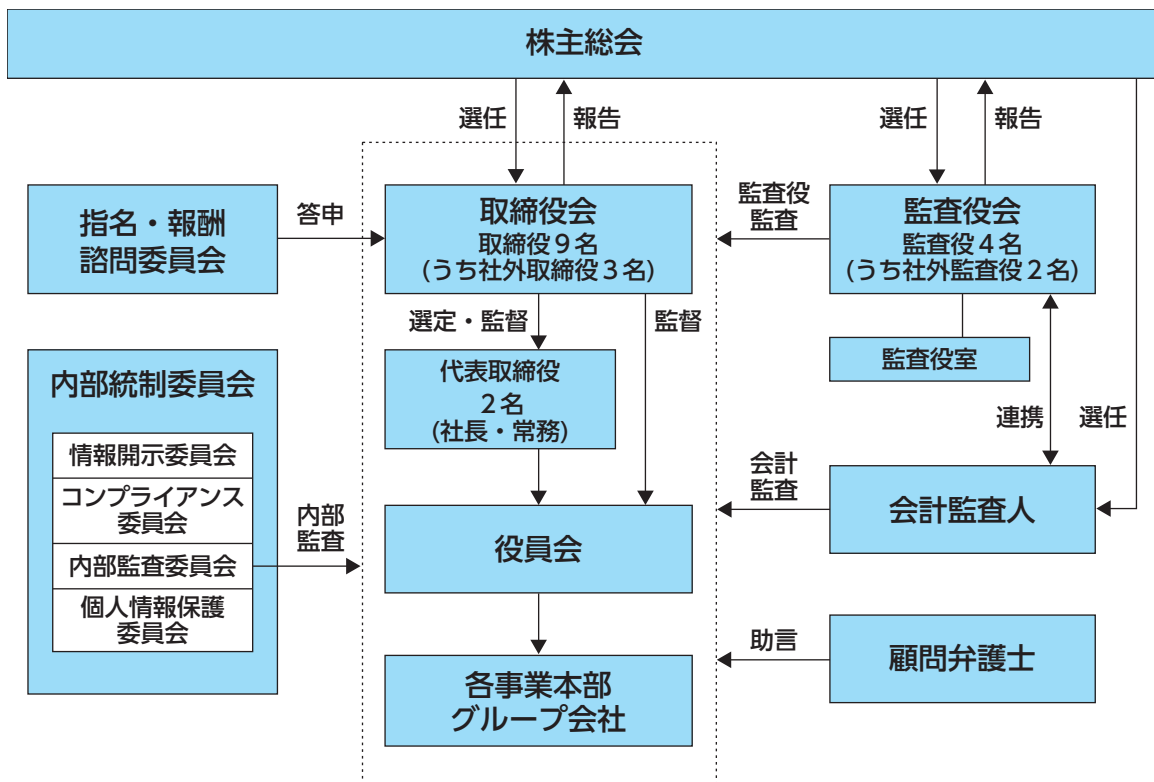 株主総会
選任
報告
選任
報告
指名・報酬
諮問委員会
答申
取締役会
取締役9名
(うち社外取締役3名)
監査役
監査
監査役会
監査役4名
(うち社外監査役2名)
選定・監督
監督
監査役室
代表取締役
2名
(社長・常務)
連携
選任
内部統制委員会
情報開示委員会
コンプライアンス
委員会
内部監査委員会
個人情報保護
委員会
内部
監査
役員会
会計
監査
会計監査人
助言
顧問弁護士
各事業本部
グループ会社